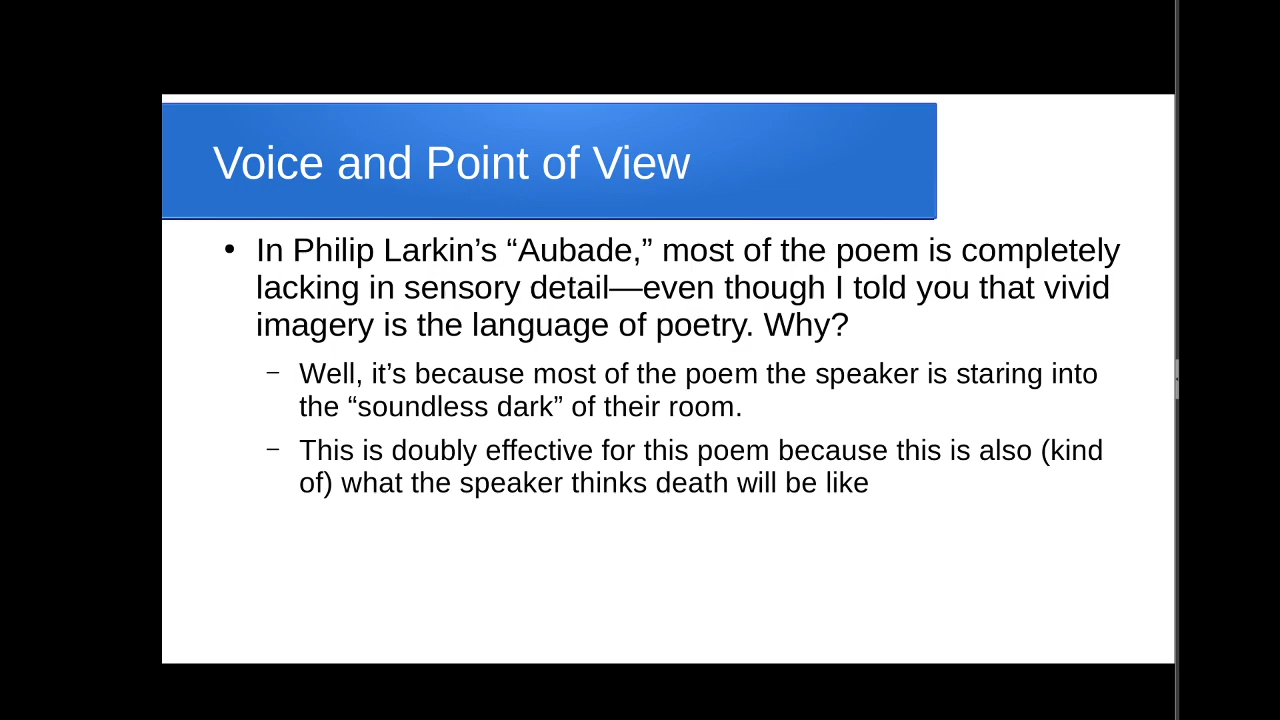 Voice and Point of View
• In Philip Larkin’s “Aubade,” most of the poem is completely
lacking in sensory detail—even though I told you that vivid
imagery is the language of poetry. Why?
– Well, it’s because most of the poem the speaker is staring into
the “soundless dark” of their room.
– This is doubly effective for this poem because this is also (kind
of) what the speaker thinks death will be like